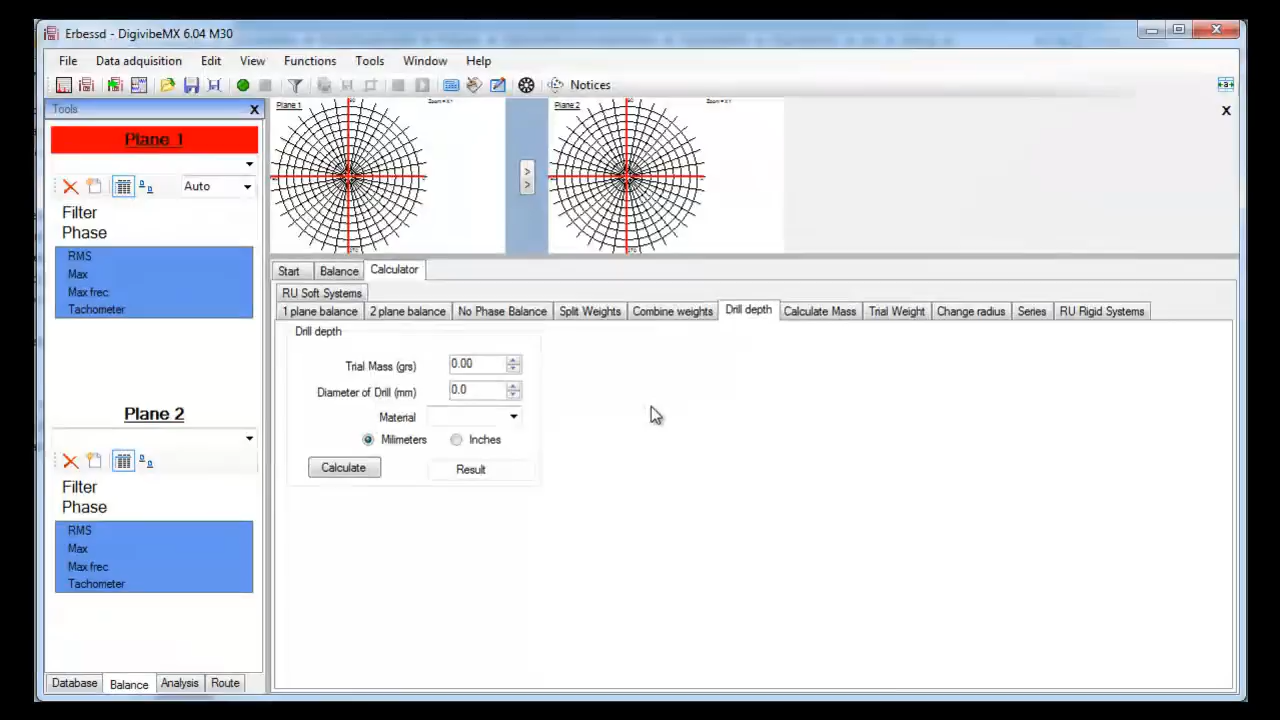 Erbessd - DigivibeMX 6.04 M30
File Data adquisition Edit View Functions Tools Window Help
Notices
Tools
Plane 1
Auto
Filter
Phase
RMS
Max
Max frec
Tachometer
Plane 2
Filter
Phase
RMS
Max
Max frec
Tachometer
Database Balance Analysis Route
Plane 1
Plane 2
Start Balance Calculator
RU Soft Systems
1 plane balance 2 plane balance No Phase Balance Split Weights Combine weights Drill depth Calculate Mass Trial Weight Change radius Series RU Rigid Systems
Drill depth
Trial Mass (grs) 0.00
Diameter of Drill (mm) 0.0
Material
Milimeters Inches
Calculate Result